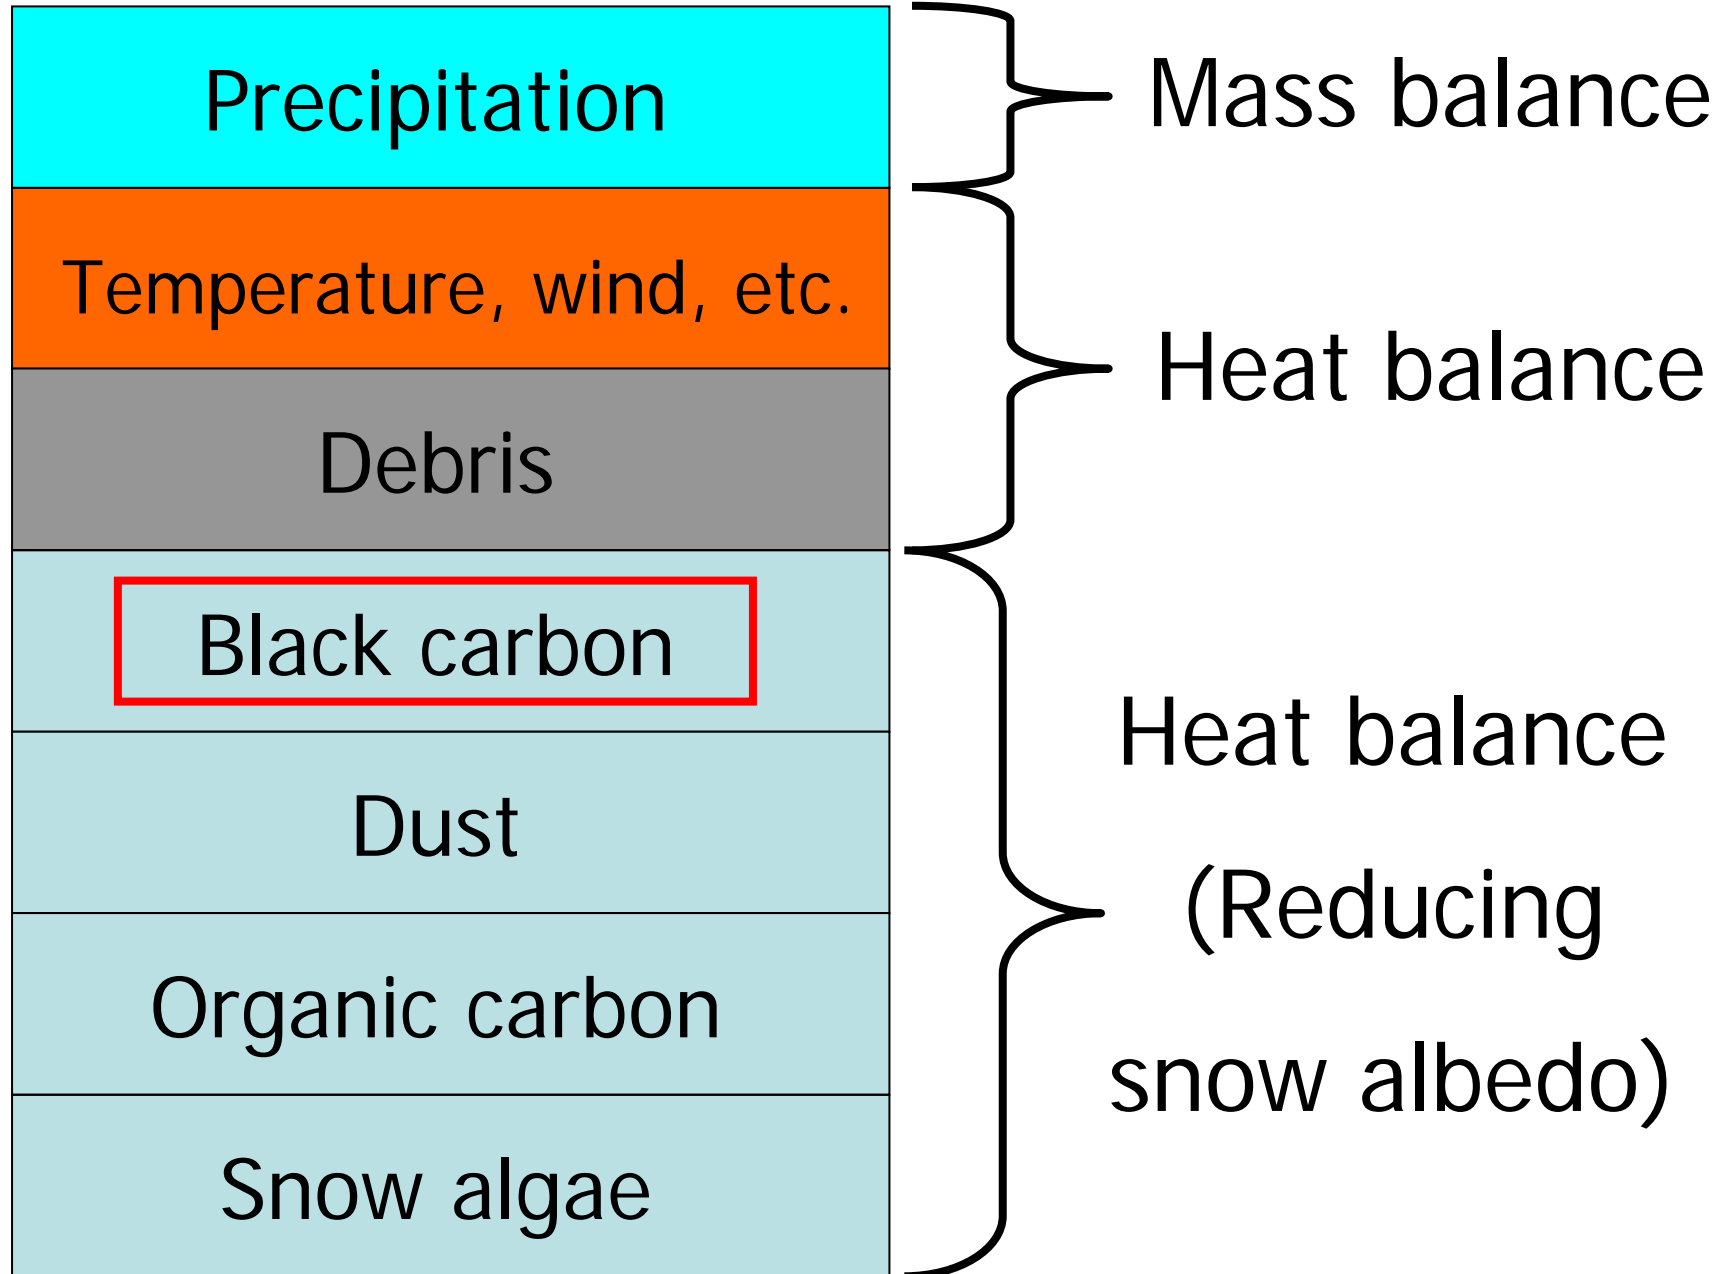 Precipitation
Mass balance
Temperature, wind, etc.
Heat balance
Debris
Black carbon
Dust
Organic carbon
Snow algae
Heat balance
(Reducing
snow albedo)